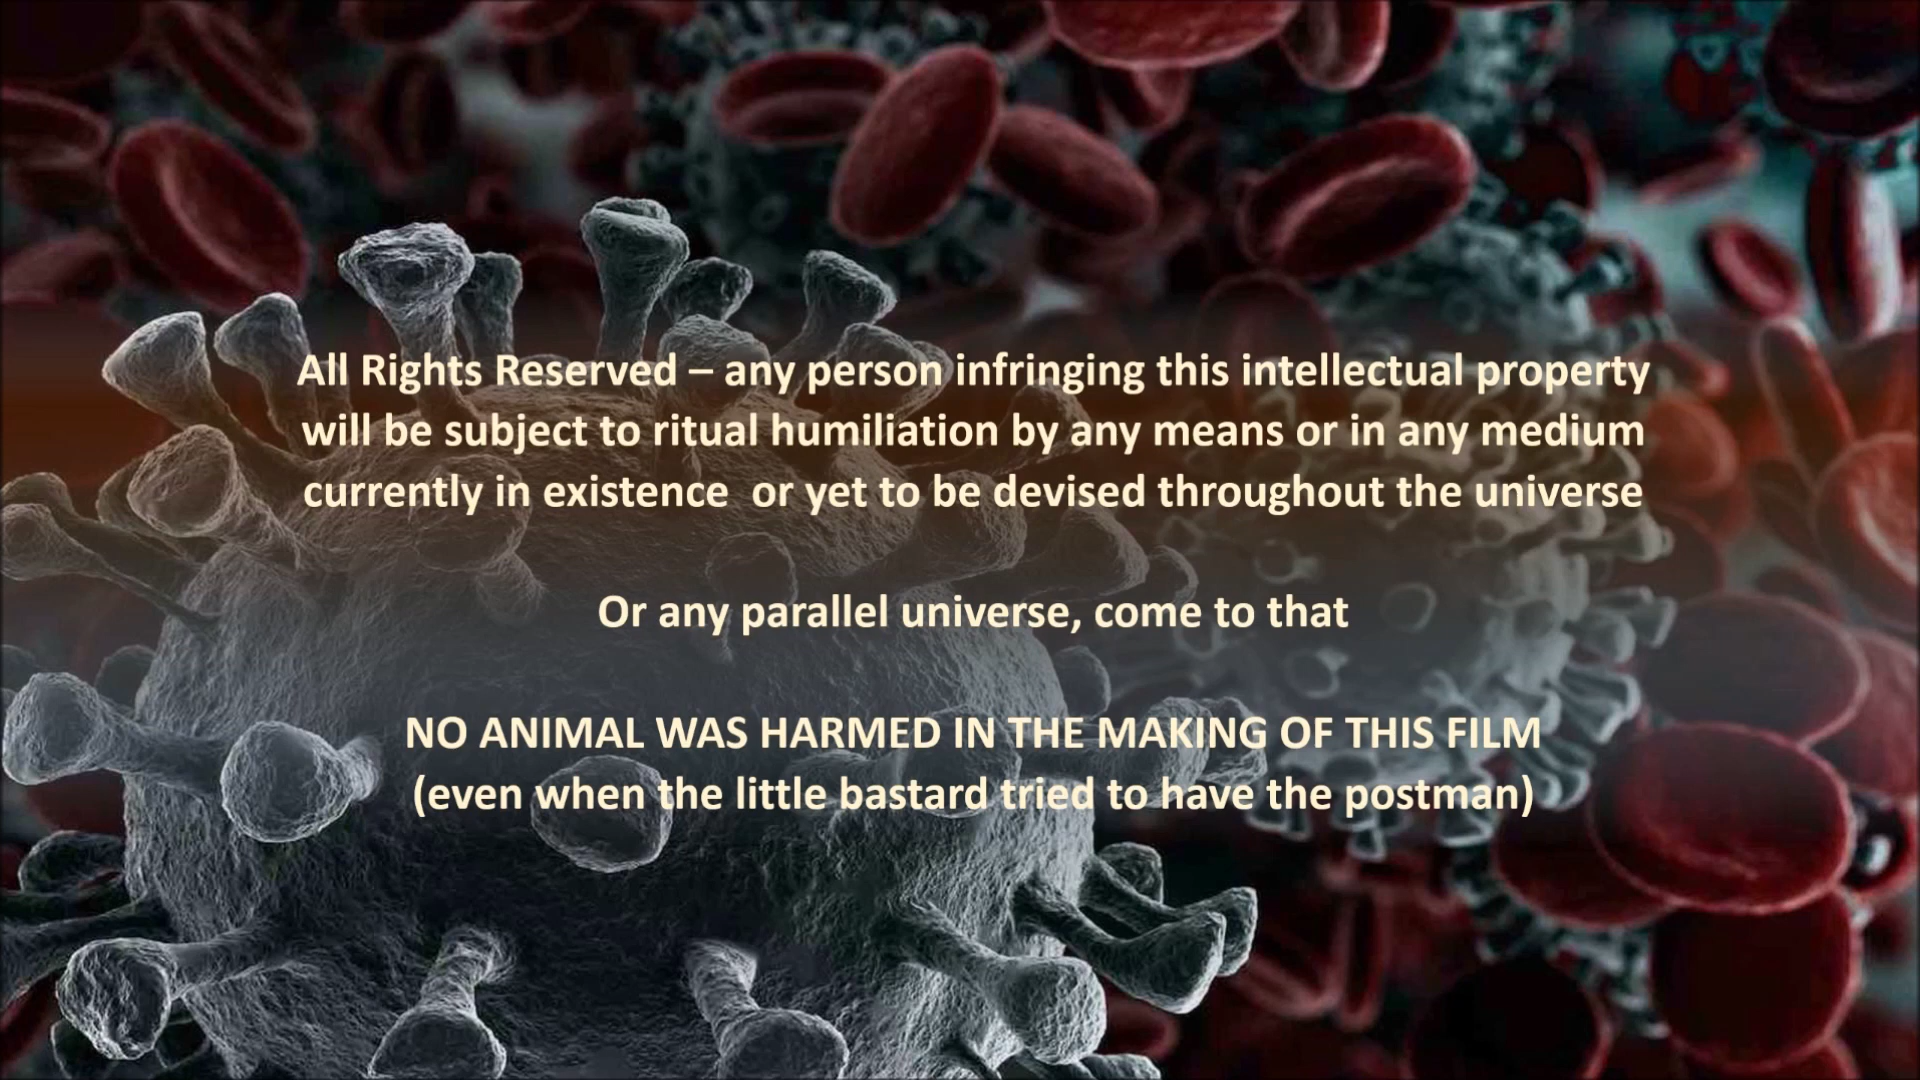 All Rights Reserved – any person infringing this intellectual property
will be subject to ritual humiliation by any means or in any medium
currently in existence  or yet to be devised throughout the universe
Or any parallel universe, come to that
NO ANIMAL WAS HARMED IN THE MAKING OF THIS FILM
(even when the little bastard tried to have the postman)